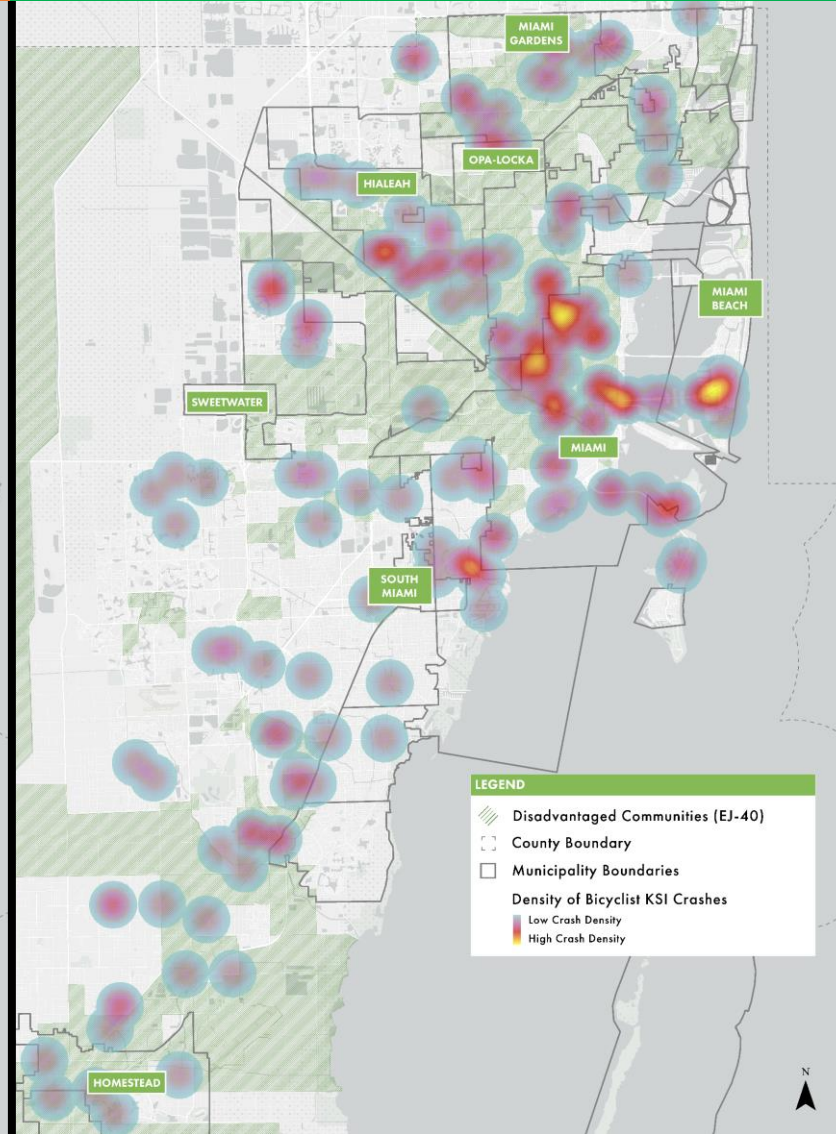 MIAMI
GARDENS
OPA-LOCKA
HIALEAH
MIAMI
BEACH
SWEETWATER
MIAMI
SOUTH
MIAMI
LEGEND
Disadvantaged Communities (EJ-40)
County Boundary
Municipality Boundaries
Density of Bicyclist KSI Crashes
Low Crash Density
High Crash Density
HOMESTEAD
N